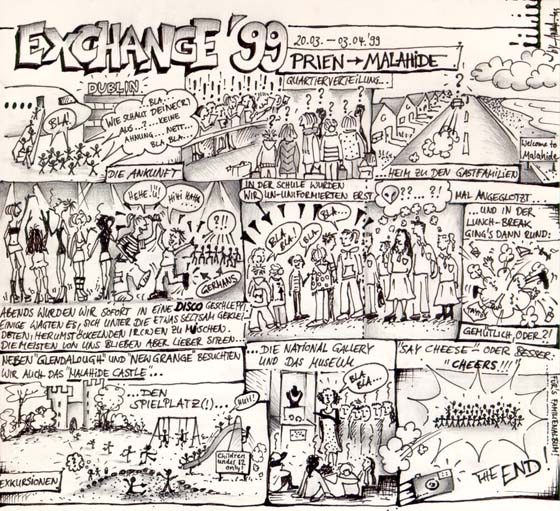 EXCHANGE '99
20.03. — 03.04.'99
PRIEN → MALAHIDE
DUBLIN
BLA!
...BLA...
WIE SCHAUT DEINE(R)
AUS...? ...KEINE
AHNUNG... NETT...
BLA BLA...
DIE ANKUNFT
QUARTIERVERTEILUNG...
Welcome to
Malahide
...HEIM ZU DEN GASTFAMILIEN
HEHE!!!
HiHi HAHA
?!!
GERMANS
ABENDS WURDEN WIR SOFORT IN EINE DISCO GESCHLEPPT.
EINIGE WAGTEN ES, SICH UNTER DIE ETWAS SELTSAM GEKLEI-
DETEN, HERUMSTÖCKELNDEN IR(I)N ZU MISCHEN.
DIE MEISTEN VON UNS BLIEBEN ABER LIEBER SITZEN...
IN DER SCHULE WURDEN
WIR UN-UNIFORMIERTEN ERST
MAL ANGEGLOTZT
BLA..
BLA..
BLA..
??...?!
...UND IN DER
LUNCH-BREAK
GING'S DANN RUND:
GEMÜTLICH, ODER?!
NEBEN "GLENDALOUGH" UND "NEWGRANGE" BESUCHTEN
WIR AUCH DAS "MALAHIDE CASTLE"...
...DEN
SPIELPLATZ(!)...
HUI!!
Children
under 12
only!
EXKURSIONEN
...DIE NATIONAL GALLERY
UND DAS MUSEUM
BLA..
BLA...
"SAY CHEESE — ODER BESSER
"CHEERS!!!"
FÜR'S FAMILIENALBUM!
THE END!